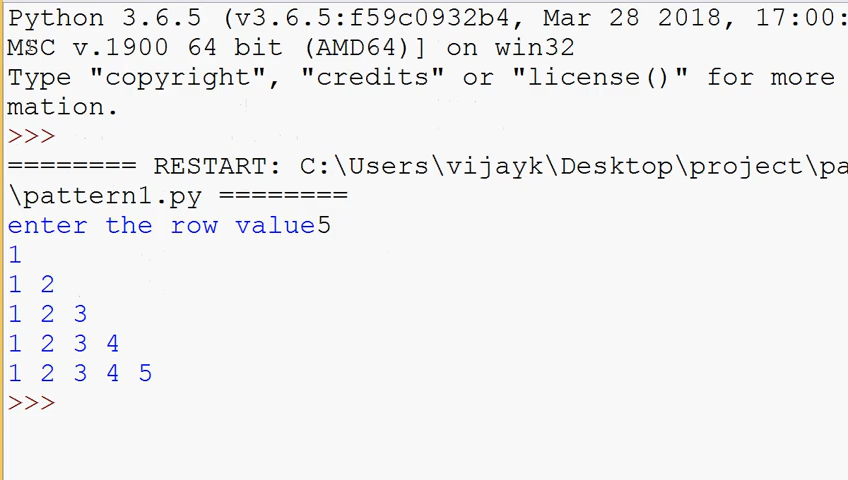 Python 3.6.5 (v3.6.5:f59c0932b4, Mar 28 2018, 17:00:
MSC v.1900 64 bit (AMD64)] on win32
Type "copyright", "credits" or "license()" for more
mation.
>>>
======== RESTART: C:\Users\vijayk\Desktop\project\pa
\pattern1.py ========
enter the row value5
1
1 2
1 2 3
1 2 3 4
1 2 3 4 5
>>>